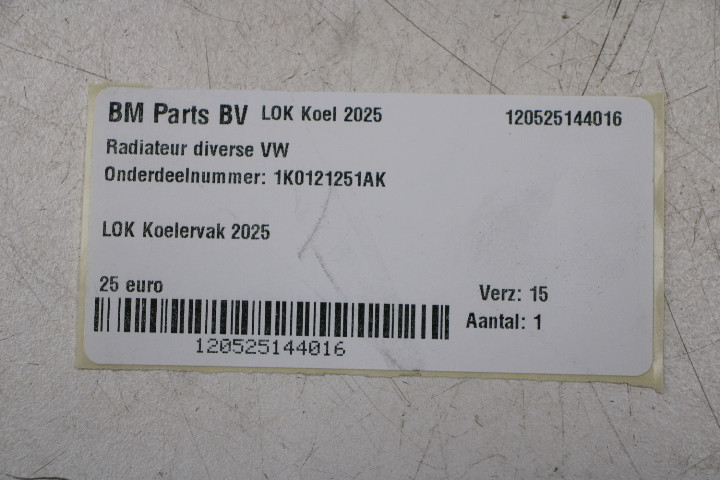 BM Parts BV LOK Koel 2025 120525144016
Radiateur diverse VW
Onderdeelnummer: 1K0121251AK
LOK Koelervak 2025
25 euro Verz: 15
Aantal: 1
120525144016